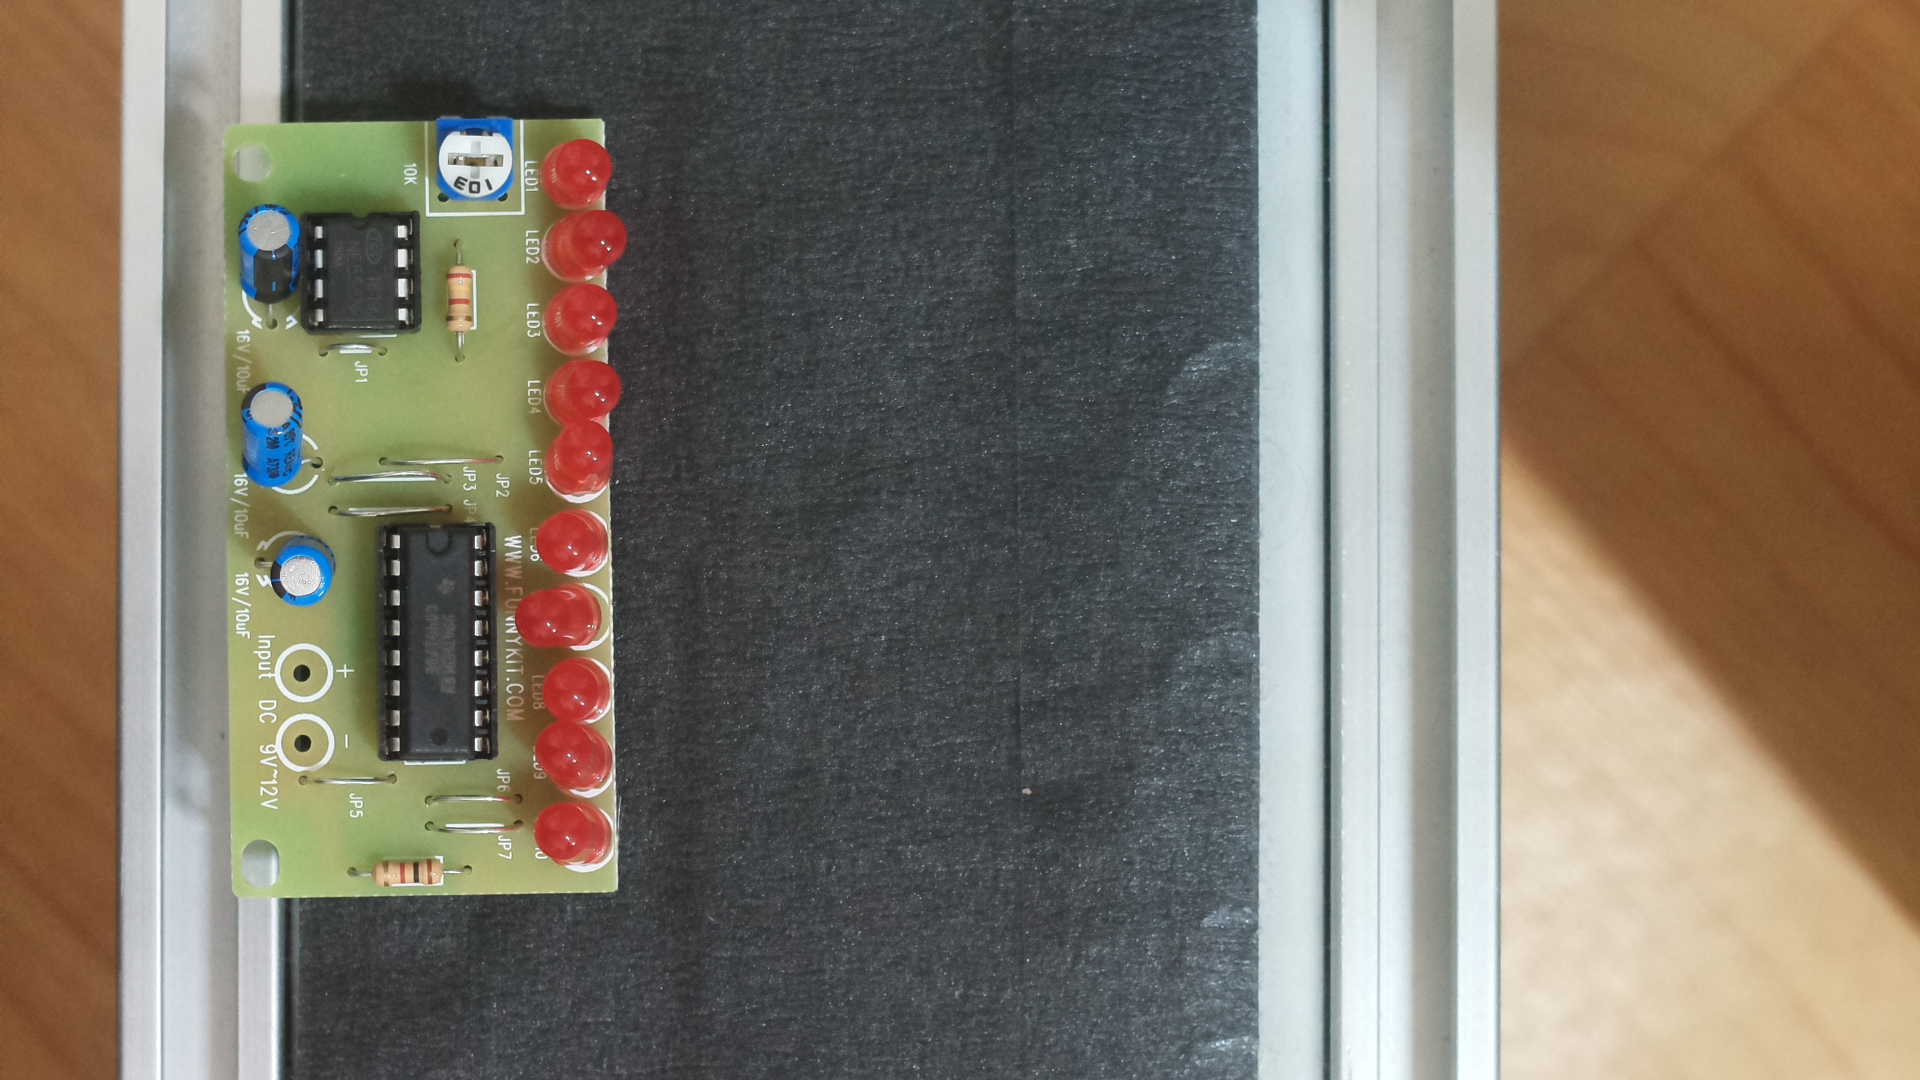 10K
103
LED1
LED2
LED3
LED4
LED5
LED8
16V/10uF
JP1
16V/10uF
JP3
JP2
16V/10uF
WWW.FUNNYKIT.COM
Input DC 9V~12V
+
-
JP5
JP6
JP7